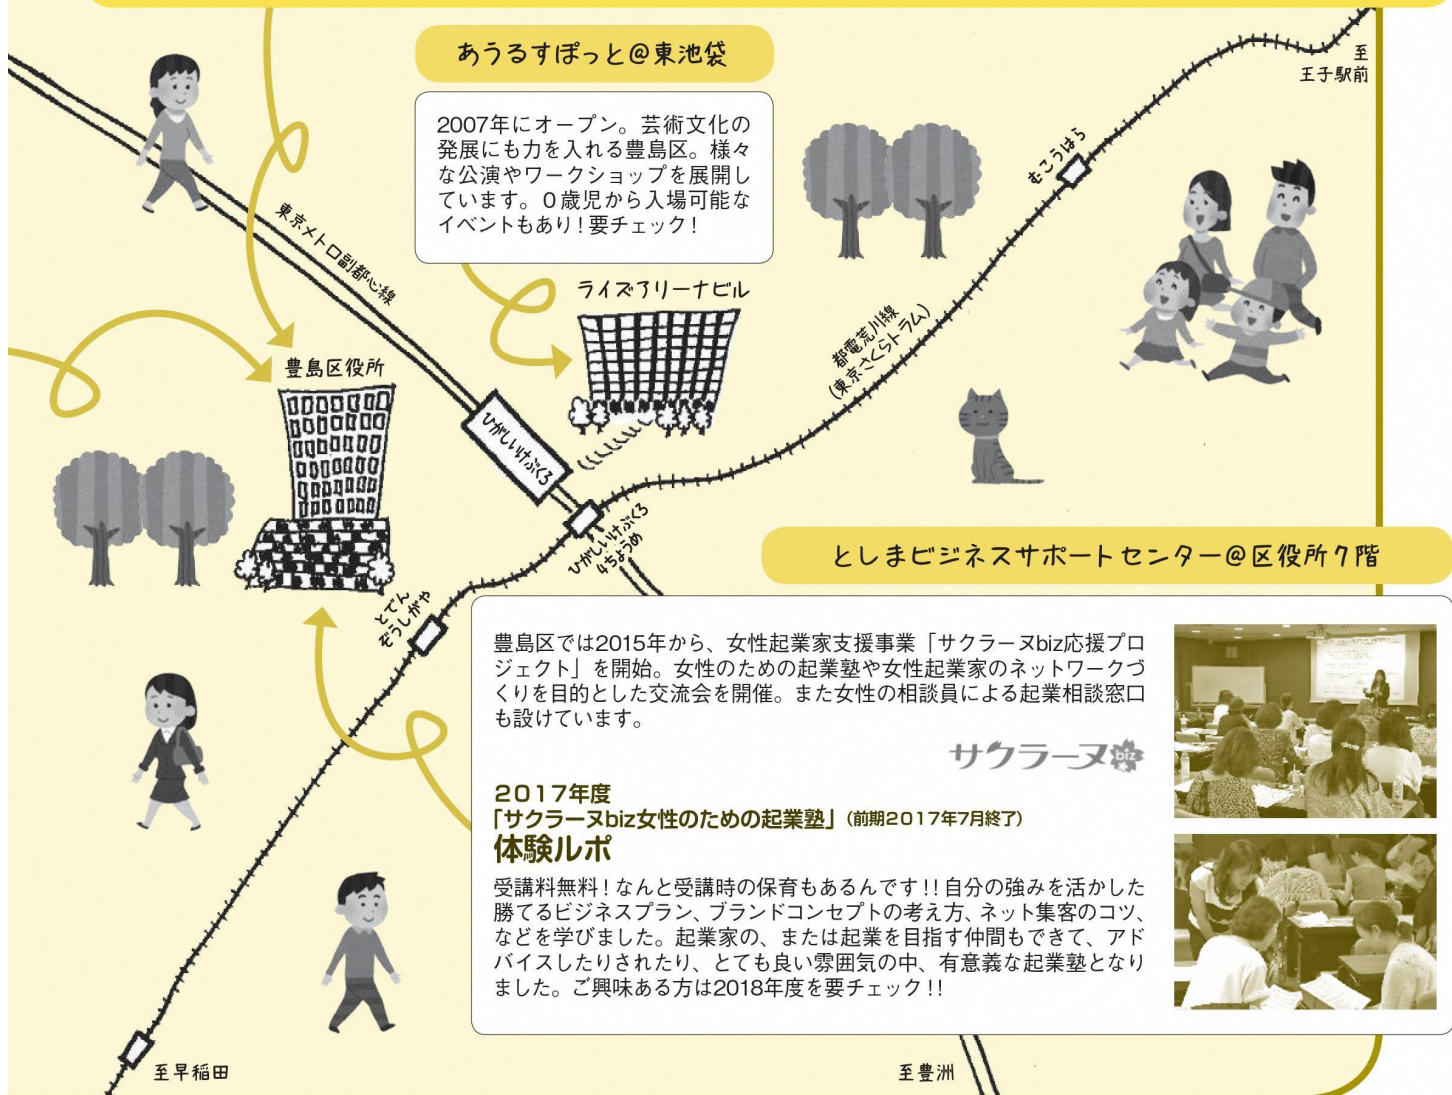 あうるすぽっと@東池袋
2007年にオープン。芸術文化の
発展にも力を入れる豊島区。様々
な公演やワークショップを展開し
ています。０歳児から入場可能な
イベントもあり！要チェック！
至
王子駅前
むこうはら
東京メトロ副都心線
ライズアリーナビル
都電荒川線
(東京さくらトラム)
豊島区役所
ひがしいけぶくろ
ひがしいけぶくろ
4ちょうめ
とでん
ぞうしがや
としまビジネスサポートセンター@区役所7階
豊島区では2015年から、女性起業家支援事業「サクラーヌbiz応援プロ
ジェクト」を開始。女性のための起業塾や女性起業家のネットワークづ
くりを目的とした交流会を開催。また女性の相談員による起業相談窓口
も設けています。
サクラーヌbiz
２０１７年度
「サクラーヌbiz女性のための起業塾」（前期２０１７年７月終了）
体験ルポ
受講料無料！なんと受講時の保育もあるんです！！自分の強みを活かした
勝てるビジネスプラン、ブランドコンセプトの考え方、ネット集客のコツ、
などを学びました。起業家の、または起業を目指す仲間もできて、アド
バイスしたりされたり、とても良い雰囲気の中、有意義な起業塾となり
ました。ご興味ある方は2018年度を要チェック！！
至早稲田
至豊洲